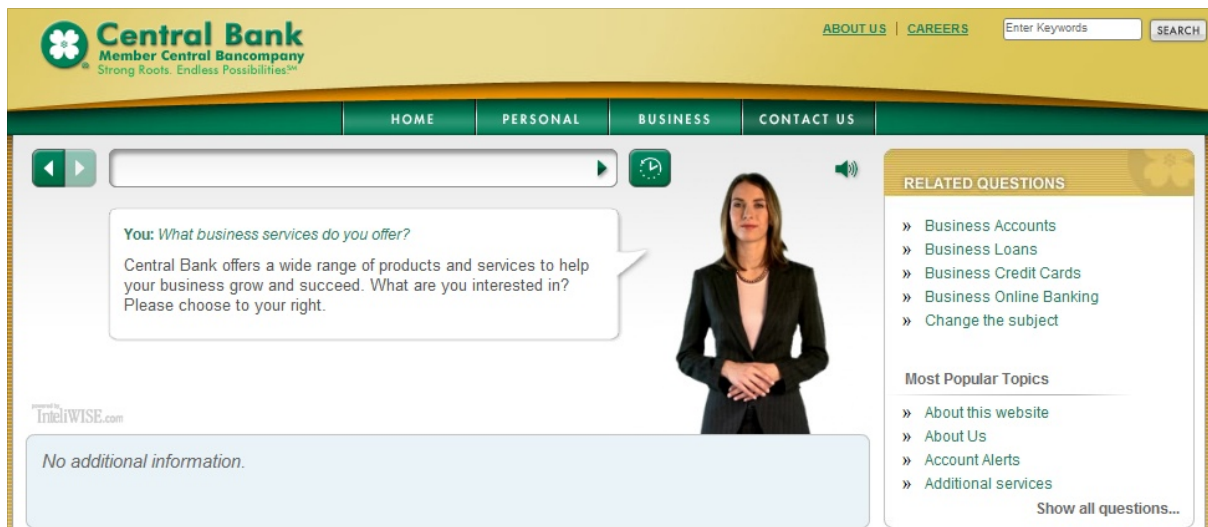 Central Bank
Member Central Bancompany
Strong Roots. Endless Possibilities.℠
ABOUT US | CAREERS
Enter Keywords
SEARCH
HOME
PERSONAL
BUSINESS
CONTACT US
You: What business services do you offer?
Central Bank offers a wide range of products and services to help
your business grow and succeed. What are you interested in?
Please choose to your right.
powered by
InteliWISE.com
No additional information.
RELATED QUESTIONS
» Business Accounts
» Business Loans
» Business Credit Cards
» Business Online Banking
» Change the subject
Most Popular Topics
» About this website
» About Us
» Account Alerts
» Additional services
Show all questions...